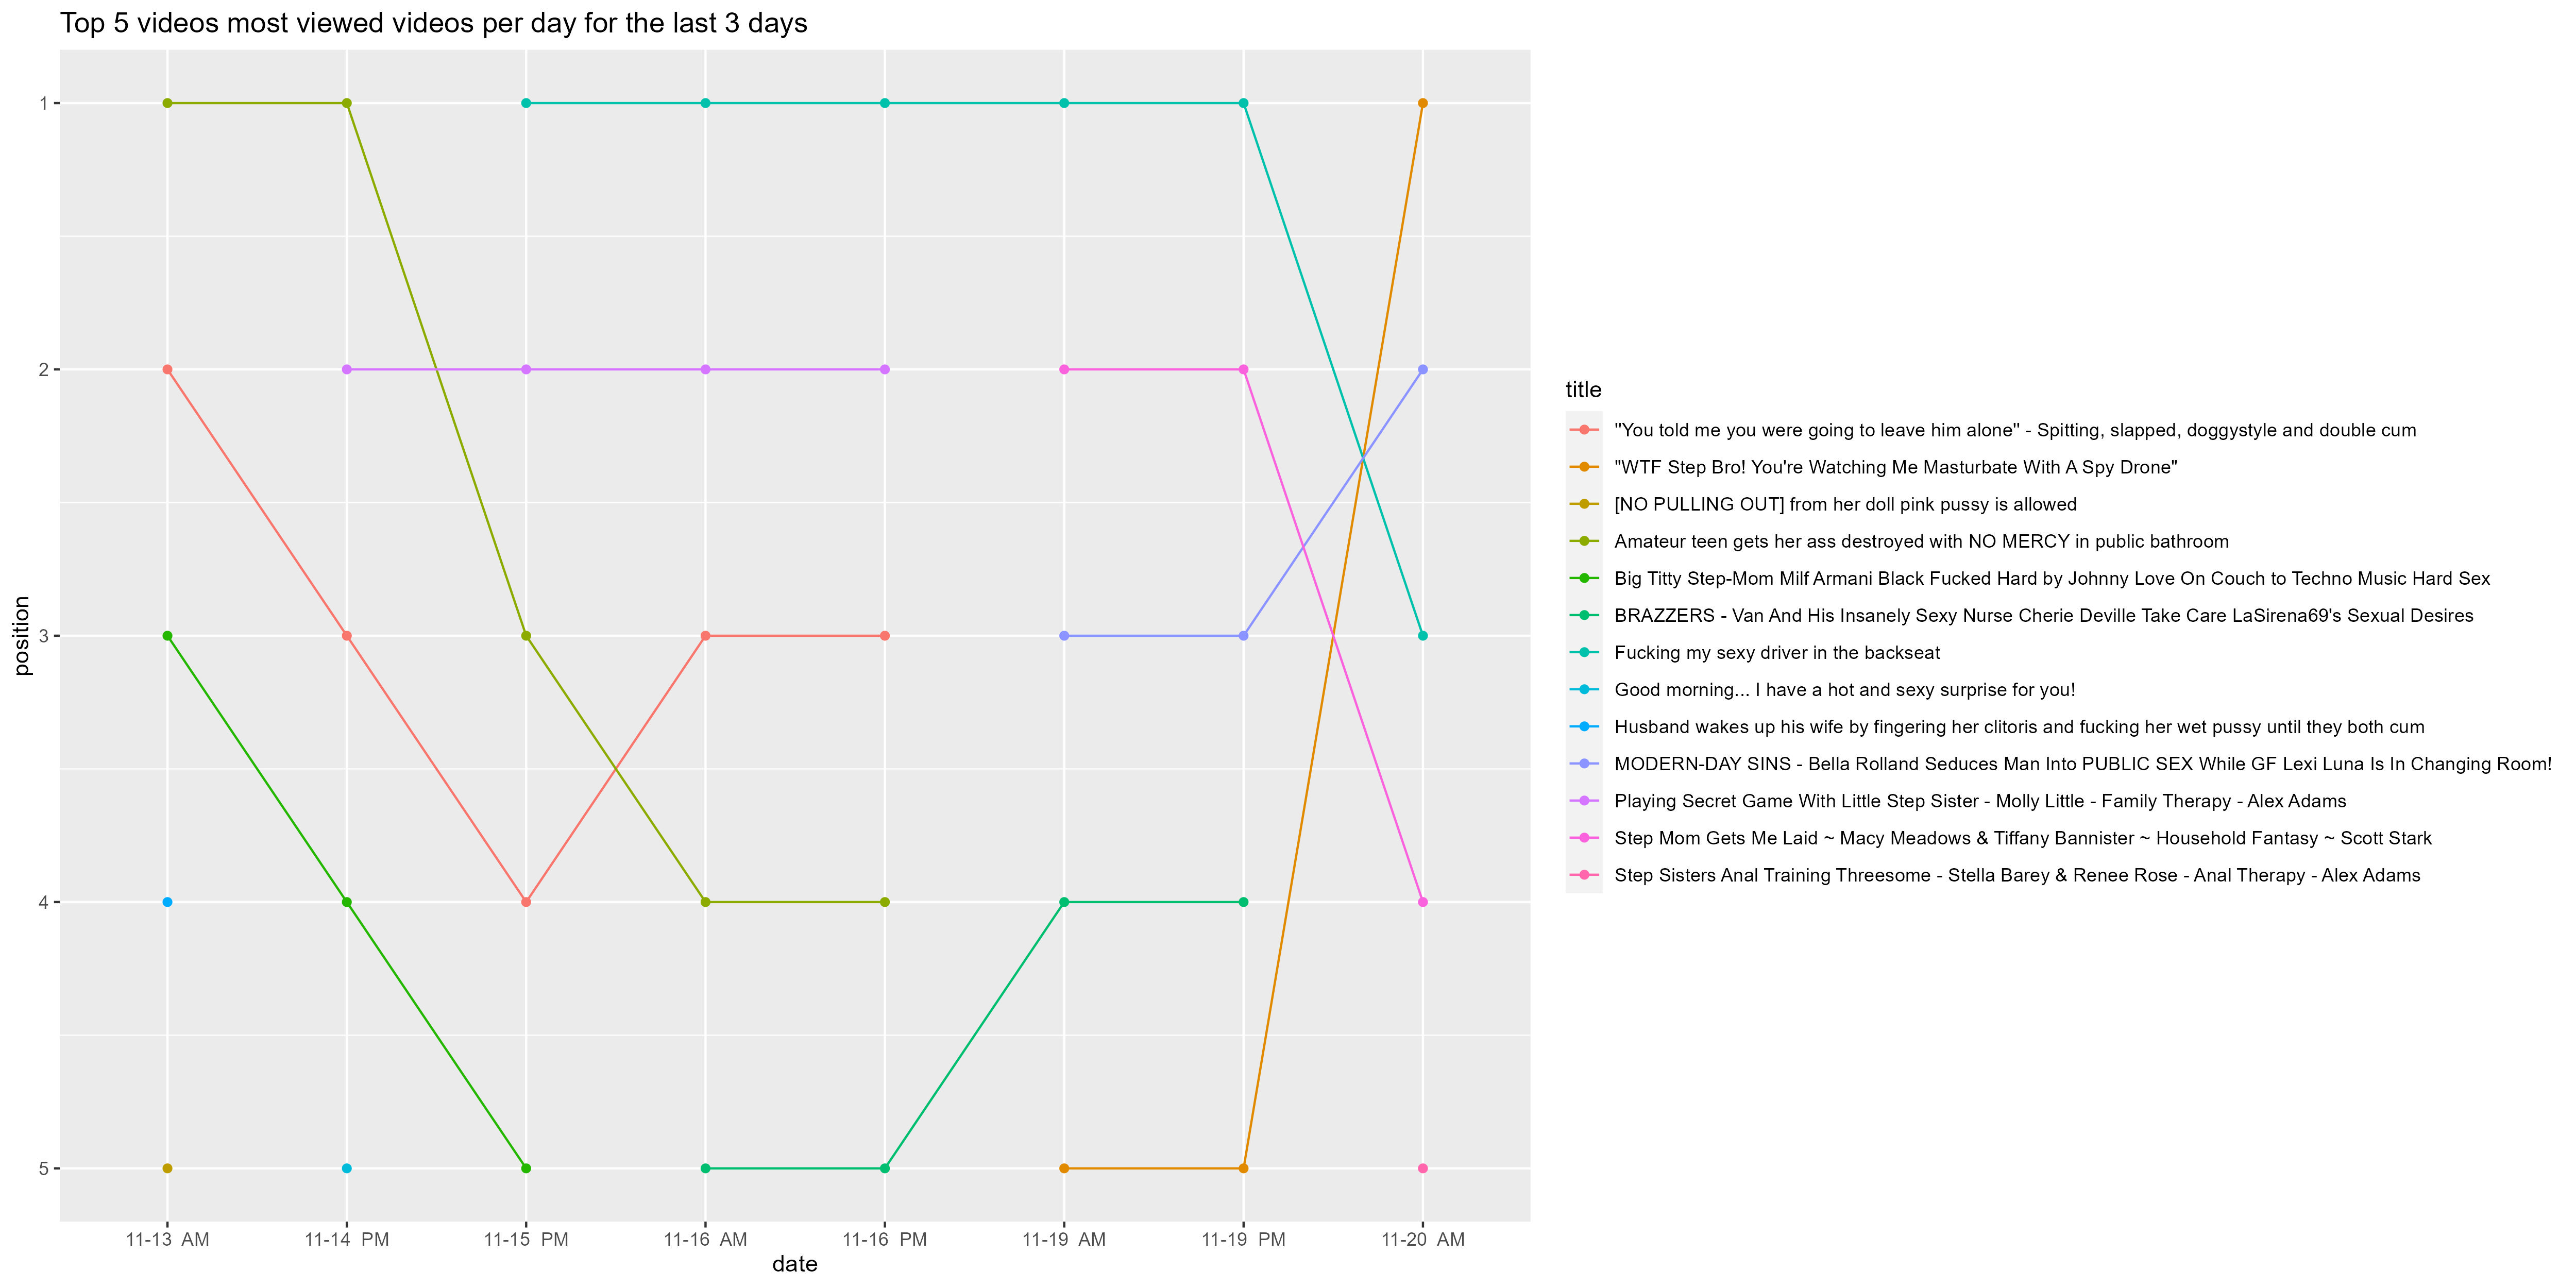 Top 5 videos most viewed videos per day for the last 3 days
position
1
2
3
4
5
11-13 AM
11-14 PM
11-15 PM
11-16 AM
11-16 PM
11-19 AM
11-19 PM
11-20 AM
date
title
"You told me you were going to leave him alone" - Spitting, slapped, doggystyle and double cum
"WTF Step Bro! You're Watching Me Masturbate With A Spy Drone"
[NO PULLING OUT] from her doll pink pussy is allowed
Amateur teen gets her ass destroyed with NO MERCY in public bathroom
Big Titty Step-Mom Milf Armani Black Fucked Hard by Johnny Love On Couch to Techno Music Hard Sex
BRAZZERS - Van And His Insanely Sexy Nurse Cherie Deville Take Care LaSirena69's Sexual Desires
Fucking my sexy driver in the backseat
Good morning... I have a hot and sexy surprise for you!
Husband wakes up his wife by fingering her clitoris and fucking her wet pussy until they both cum
MODERN-DAY SINS - Bella Rolland Seduces Man Into PUBLIC SEX While GF Lexi Luna Is In Changing Room!
Playing Secret Game With Little Step Sister - Molly Little - Family Therapy - Alex Adams
Step Mom Gets Me Laid ~ Macy Meadows & Tiffany Bannister ~ Household Fantasy ~ Scott Stark
Step Sisters Anal Training Threesome - Stella Barey & Renee Rose - Anal Therapy - Alex Adams